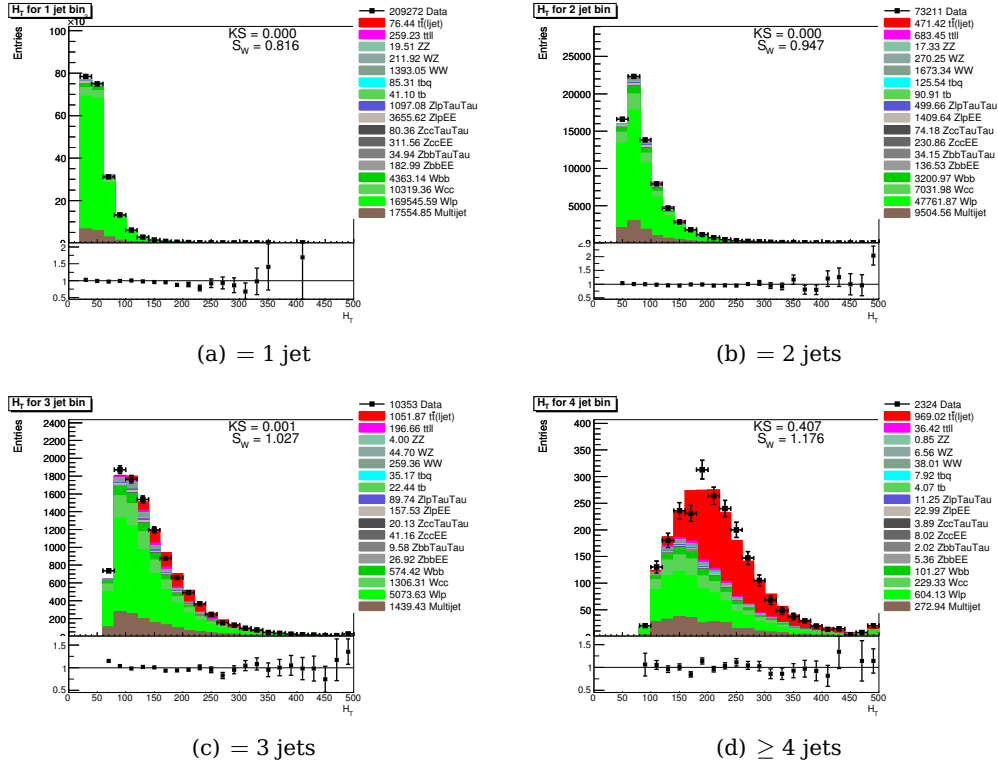 H_T for 1 jet bin
Entries
×10³
100
80
60
40
20
0
KS = 0.000
S_W = 0.816
209272 Data
76.44 tt̄(ljet)
259.23 ttll
19.51 ZZ
211.92 WZ
1393.05 WW
85.31 tbq
41.10 tb
1097.08 ZlpTauTau
3655.62 ZlpEE
80.36 ZccTauTau
311.56 ZccEE
34.94 ZbbTauTau
182.99 ZbbEE
4363.14 Wbb
10319.36 Wcc
169545.59 Wlp
17554.85 Multijet
2
1.5
1
0.5
0 50 100 150 200 250 300 350 400 450 500
H_T
(a) = 1 jet
H_T for 2 jet bin
Entries
25000
20000
15000
10000
5000
0
KS = 0.000
S_W = 0.947
73211 Data
471.42 tt̄(ljet)
683.45 ttll
17.33 ZZ
270.25 WZ
1673.34 WW
125.54 tbq
90.91 tb
499.66 ZlpTauTau
1409.64 ZlpEE
74.18 ZccTauTau
230.86 ZccEE
34.15 ZbbTauTau
136.53 ZbbEE
3200.97 Wbb
7031.98 Wcc
47761.87 Wlp
9504.56 Multijet
2
1.5
1
0.5
0 50 100 150 200 250 300 350 400 450 500
H_T
(b) = 2 jets
H_T for 3 jet bin
Entries
2400
2200
2000
1800
1600
1400
1200
1000
800
600
400
200
0
KS = 0.001
S_W = 1.027
10353 Data
1051.87 tt̄(ljet)
196.66 ttll
4.00 ZZ
44.70 WZ
259.36 WW
35.17 tbq
22.44 tb
89.74 ZlpTauTau
157.53 ZlpEE
20.13 ZccTauTau
41.16 ZccEE
9.58 ZbbTauTau
26.92 ZbbEE
574.42 Wbb
1306.31 Wcc
5073.63 Wlp
1439.43 Multijet
1.5
1
0.5
0 50 100 150 200 250 300 350 400 450 500
H_T
(c) = 3 jets
H_T for 4 jet bin
Entries
400
350
300
250
200
150
100
50
0
KS = 0.407
S_W = 1.176
2324 Data
969.02 tt̄(ljet)
36.42 ttll
0.85 ZZ
6.56 WZ
38.01 WW
7.92 tbq
4.07 tb
11.25 ZlpTauTau
22.99 ZlpEE
3.89 ZccTauTau
8.02 ZccEE
2.02 ZbbTauTau
5.36 ZbbEE
101.27 Wbb
229.33 Wcc
604.13 Wlp
272.94 Multijet
1.5
1
0.5
0 50 100 150 200 250 300 350 400 450 500
H_T
(d) ≥ 4 jets